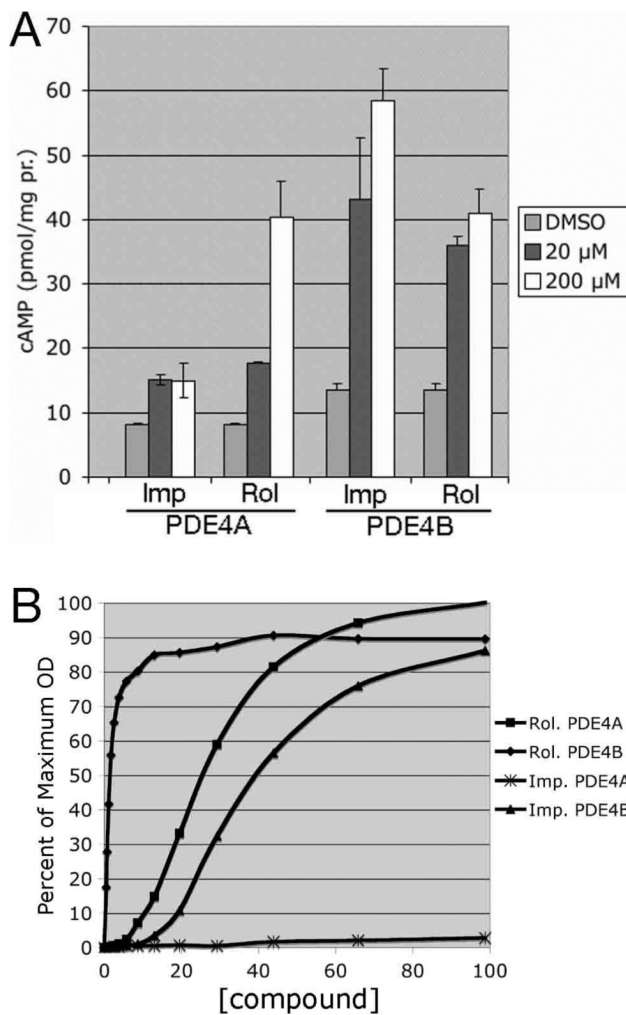 A
70
60
50
40
30
20
10
0
cAMP (pmol/mg pr.)
Imp Rol Imp Rol
PDE4A PDE4B
DMSO
20 µM
200 µM
B
100
90
80
70
60
50
40
30
20
10
0
Percent of Maximum OD
0 20 40 60 80 100
[compound]
Rol. PDE4A
Rol. PDE4B
Imp. PDE4A
Imp. PDE4B